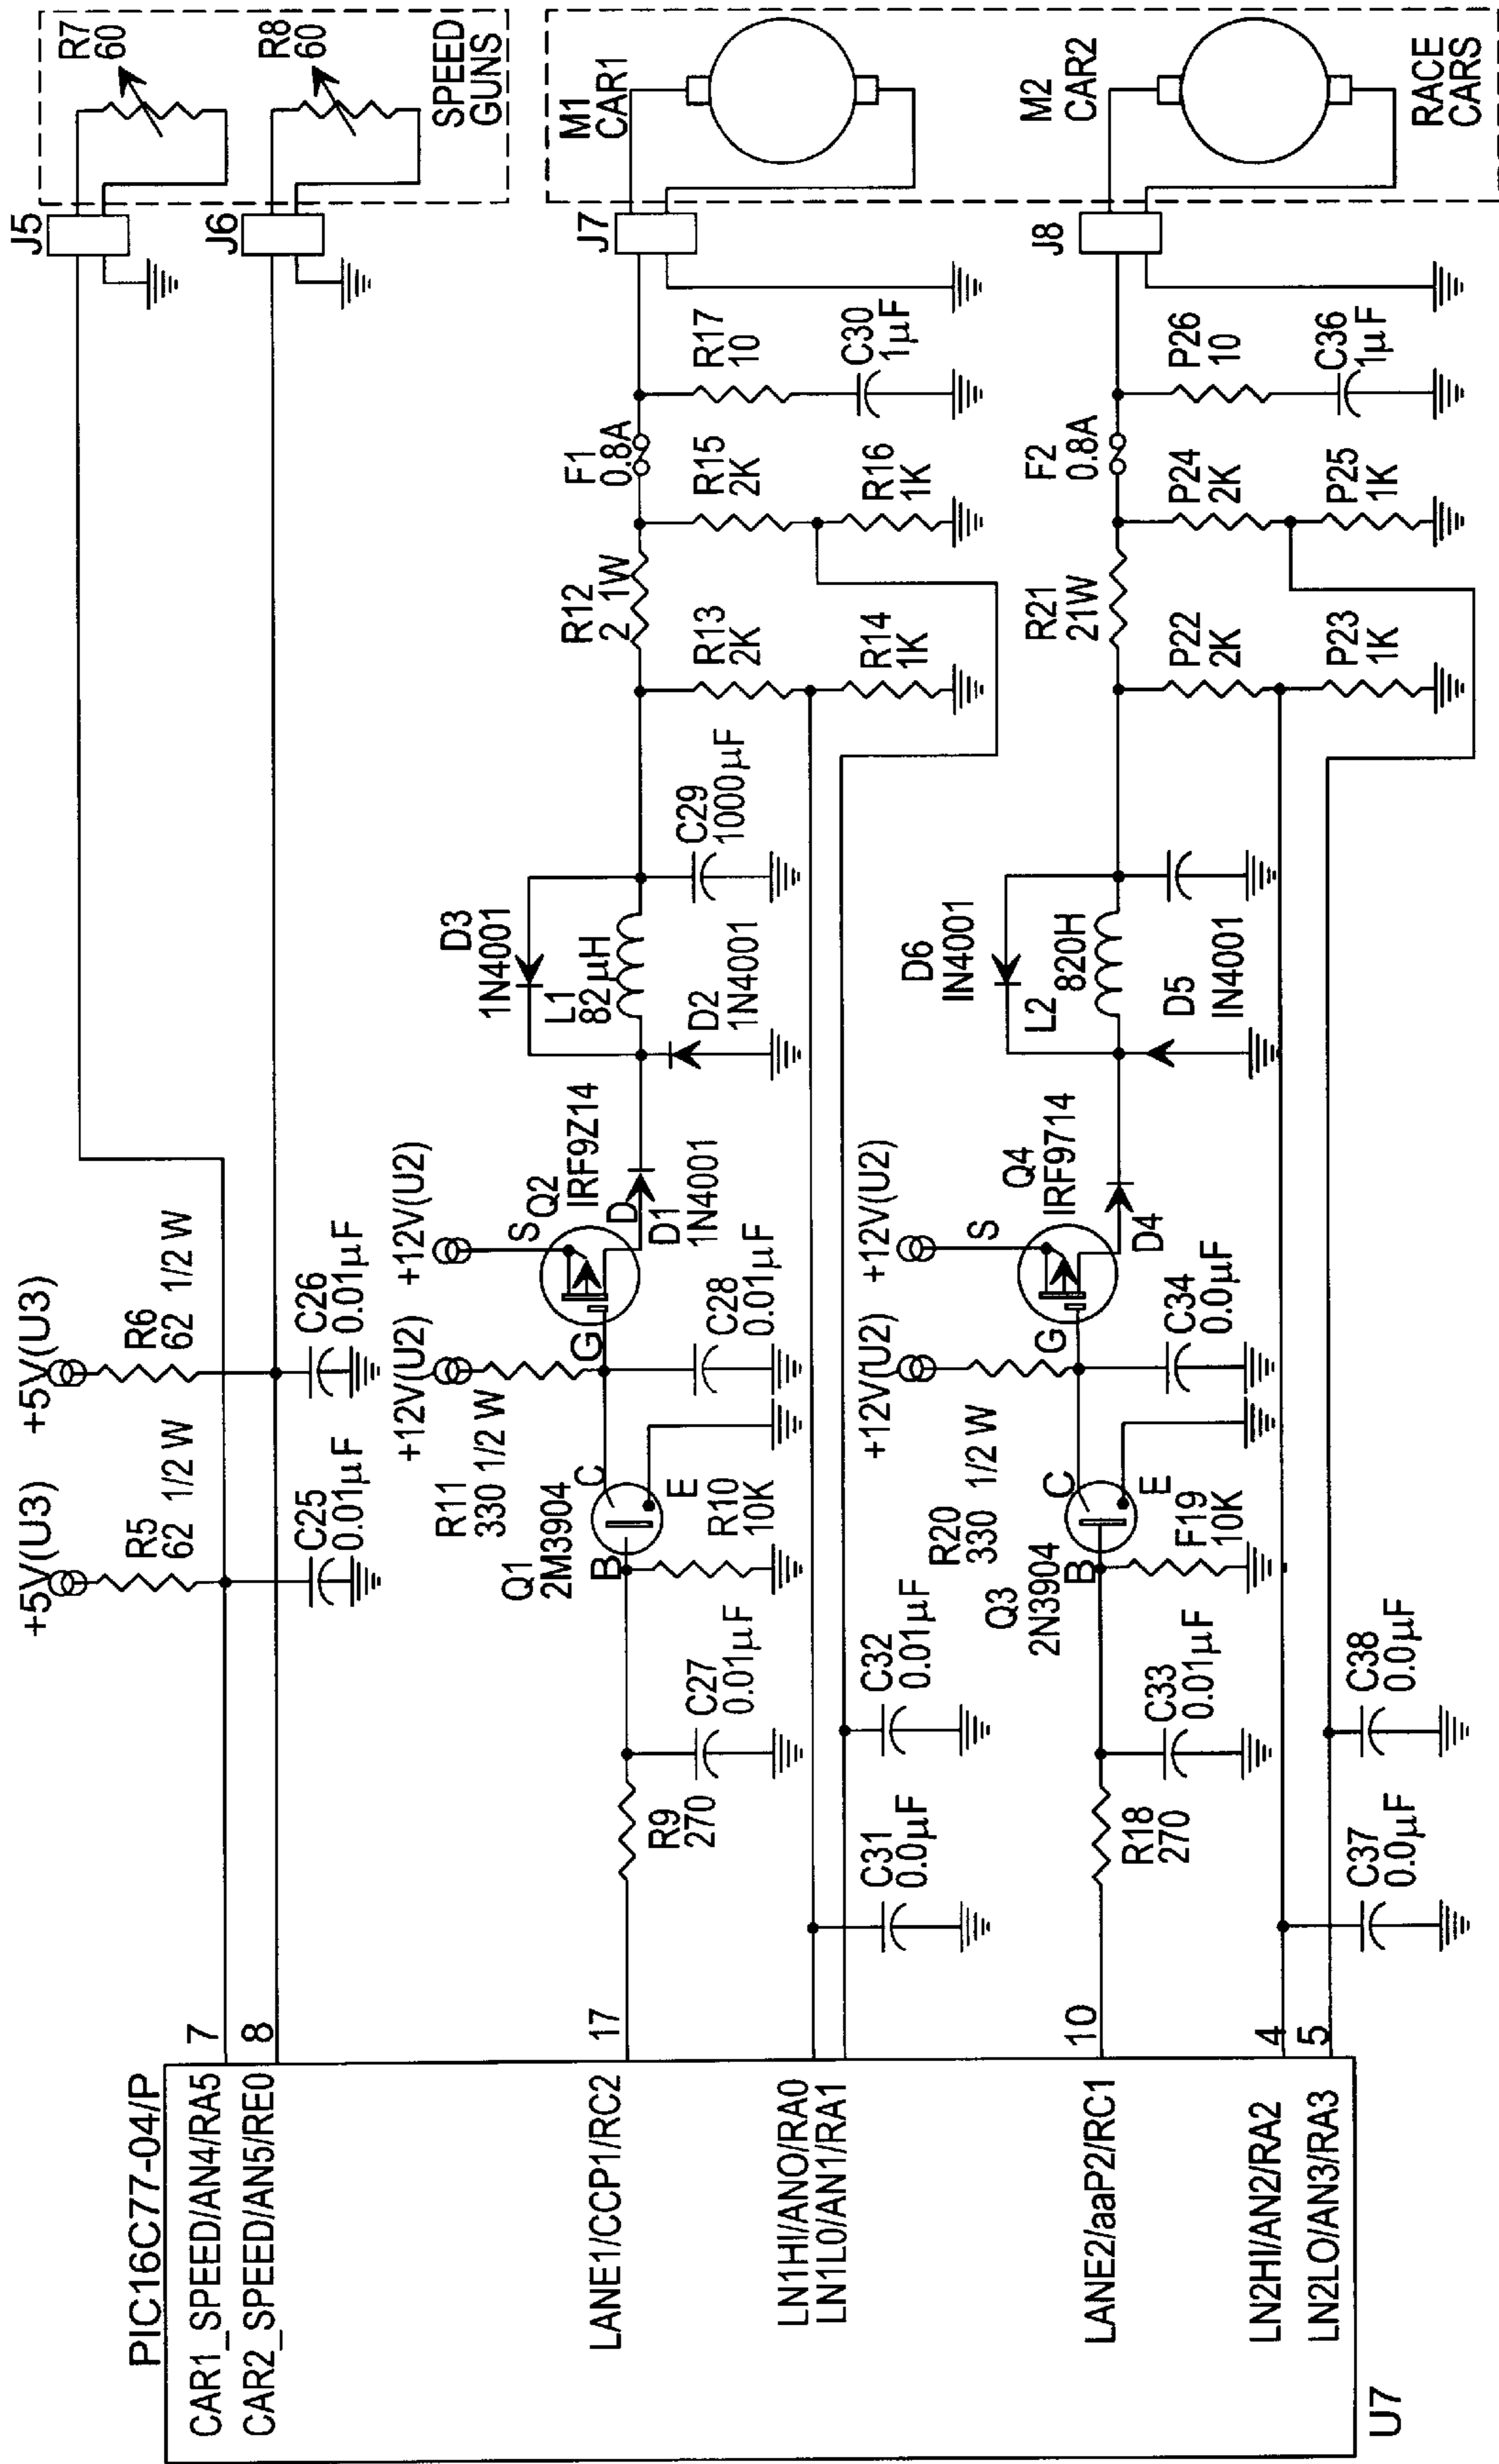 PIC16C77-04/P
CAR1_SPEED/AN4/RA5
CAR2_SPEED/AN5/RE0
LANE1/CCP1/RC2
LN1HI/ANO/RA0
LN1L0/AN1/RA1
LANE2/aaP2/RC1
LN2HI/AN2/RA2
LN2LO/AN3/RA3
U7
7
8
17
10
4
5
+5V(U3)
R5
62 1/2 W
C25
0.01µF
+5V(U3)
R6
62 1/2 W
C26
0.01µF
J5
R7
60
J6
R8
60
SPEED
GUNS
R9
270
C27
0.01µF
Q1
2M3904
B
C
E
R10
10K
+12V(U2)
R11
330 1/2 W
C28
0.01µF
+12V(U2)
G
S
Q2
IRF9Z14
D
D1
1N4001
D3
1N4001
L1
82µH
D2
1N4001
C29
1000µF
R12
2 1W
R13
2K
R14
1K
F1
0.8A
R15
2K
R16
1K
R17
10
C30
1µF
J7
M1
CAR1
C31
0.0µF
C32
0.01µF
R18
270
C33
0.01µF
Q3
2N3904
B
C
E
F19
10K
+12V(U2)
R20
330 1/2 W
C34
0.0µF
+12V(U2)
G
S
Q4
IRF9714
D4
D6
IN4001
L2
820H
D5
IN4001
R21
21W
P22
2K
P23
1K
F2
0.8A
P24
2K
P25
1K
P26
10
C36
1µF
J8
M2
CAR2
RACE
CARS
C37
0.0µF
C38
0.0µF